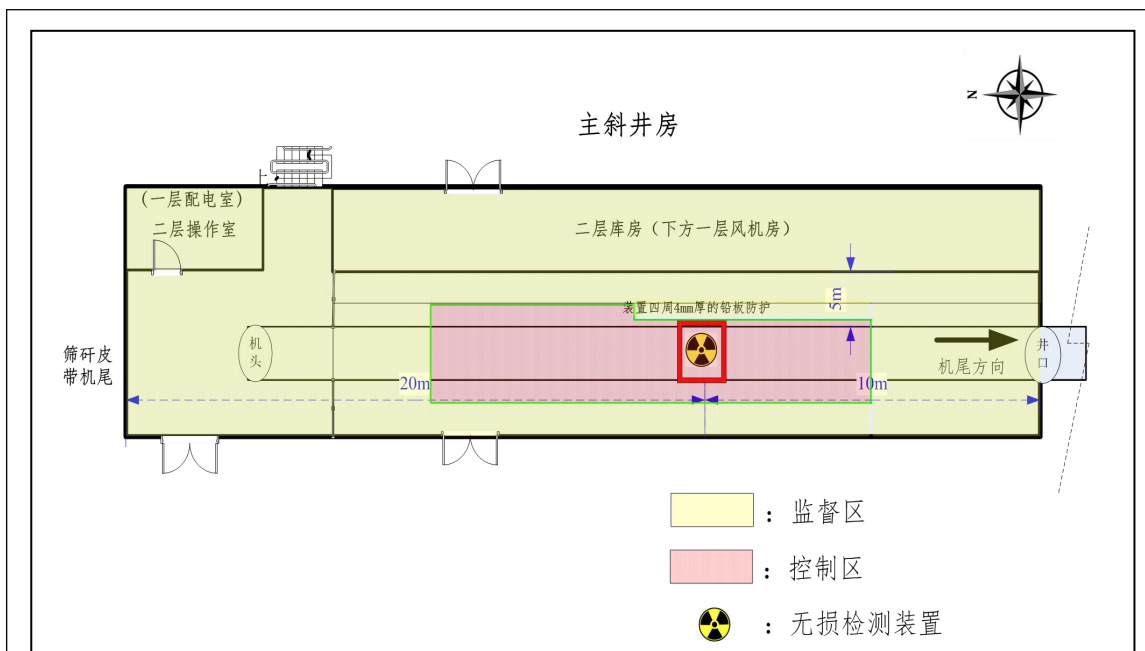 N
主斜井房
(一层配电室)
二层操作室
二层库房（下方一层风机房）
装置四周4mm厚的铅板防护
5m
筛矸皮
带机尾
机
头
机尾方向
井
口
20m
10m
：监督区
：控制区
：无损检测装置